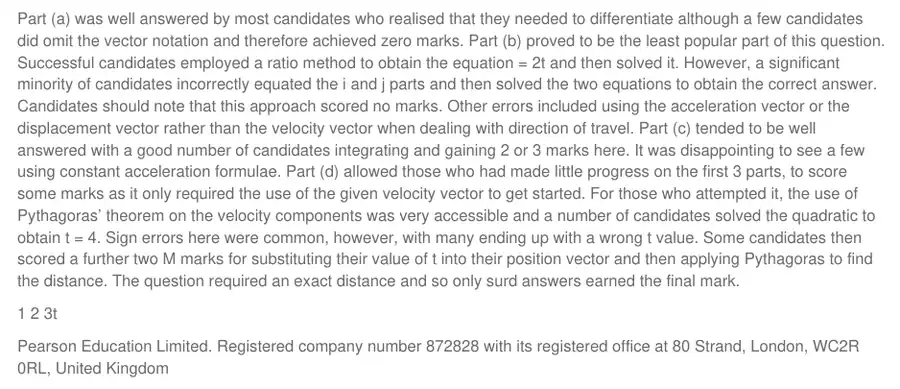 Part (a) was well answered by most candidates who realised that they needed to differentiate although a few candidates
did omit the vector notation and therefore achieved zero marks. Part (b) proved to be the least popular part of this question.
Successful candidates employed a ratio method to obtain the equation = 2t and then solved it. However, a significant
minority of candidates incorrectly equated the i and j parts and then solved the two equations to obtain the correct answer.
Candidates should note that this approach scored no marks. Other errors included using the acceleration vector or the
displacement vector rather than the velocity vector when dealing with direction of travel. Part (c) tended to be well
answered with a good number of candidates integrating and gaining 2 or 3 marks here. It was disappointing to see a few
using constant acceleration formulae. Part (d) allowed those who had made little progress on the first 3 parts, to score
some marks as it only required the use of the given velocity vector to get started. For those who attempted it, the use of
Pythagoras' theorem on the velocity components was very accessible and a number of candidates solved the quadratic to
obtain t = 4. Sign errors here were common, however, with many ending up with a wrong t value. Some candidates then
scored a further two M marks for substituting their value of t into their position vector and then applying Pythagoras to find
the distance. The question required an exact distance and so only surd answers earned the final mark.
1 2 3t
Pearson Education Limited. Registered company number 872828 with its registered office at 80 Strand, London, WC2R
0RL, United Kingdom